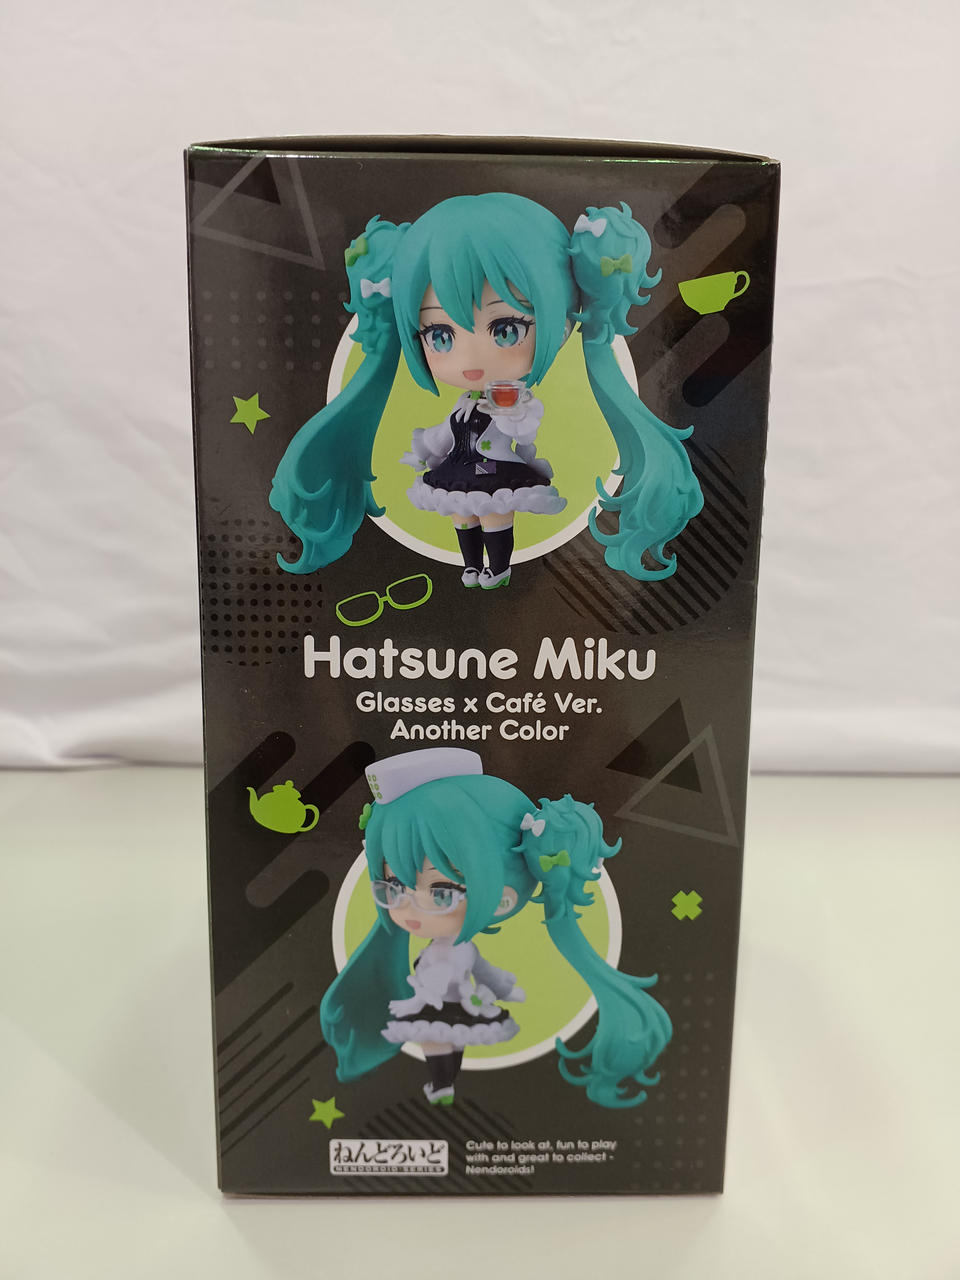 Hatsune Miku
Glasses x Café Ver.
Another Color
ねんどろいど
NENDOROID SERIES
Cute to look at, fun to play
with and great to collect -
Nendoroids!